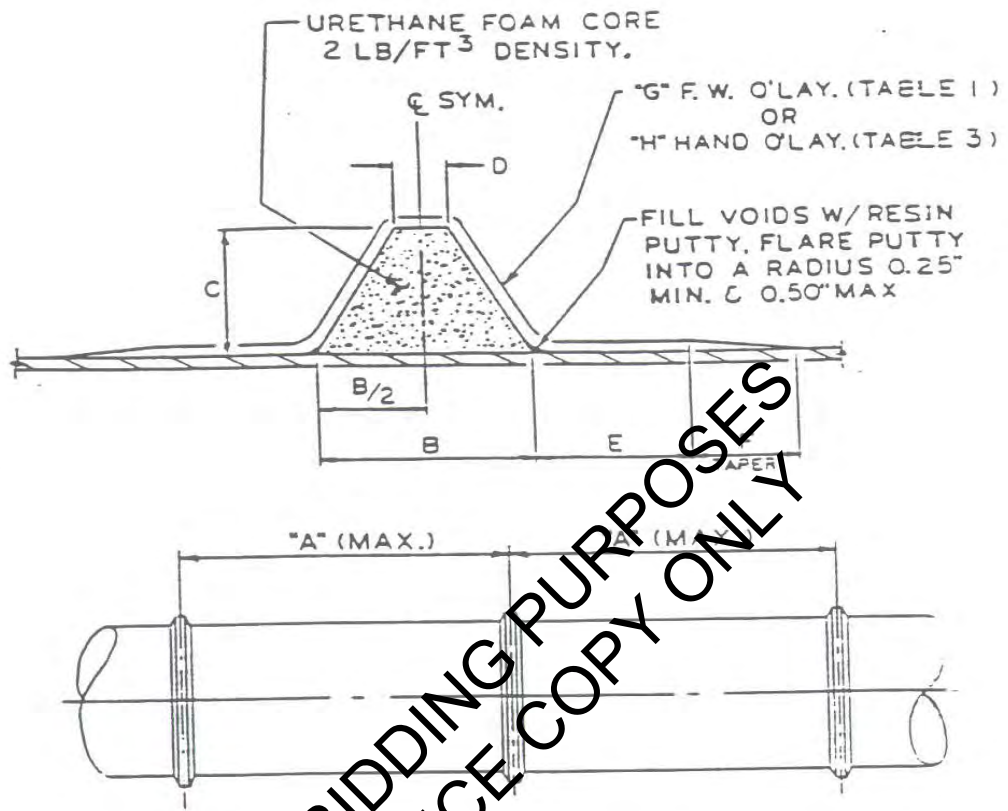 URETHANE FOAM CORE
2 LB/FT3 DENSITY.
℄ SYM.
"G" F. W. O'LAY. (TABLE 1)
OR
"H" HAND O'LAY. (TABLE 3)
D
FILL VOIDS W/ RESIN
PUTTY, FLARE PUTTY
INTO A RADIUS 0.25"
MIN. & 0.50" MAX
C
B/2
B
E
TAPER
"A" (MAX.)
"A" (MAX.)
BIDDING PURPOSES
COPY ONLY